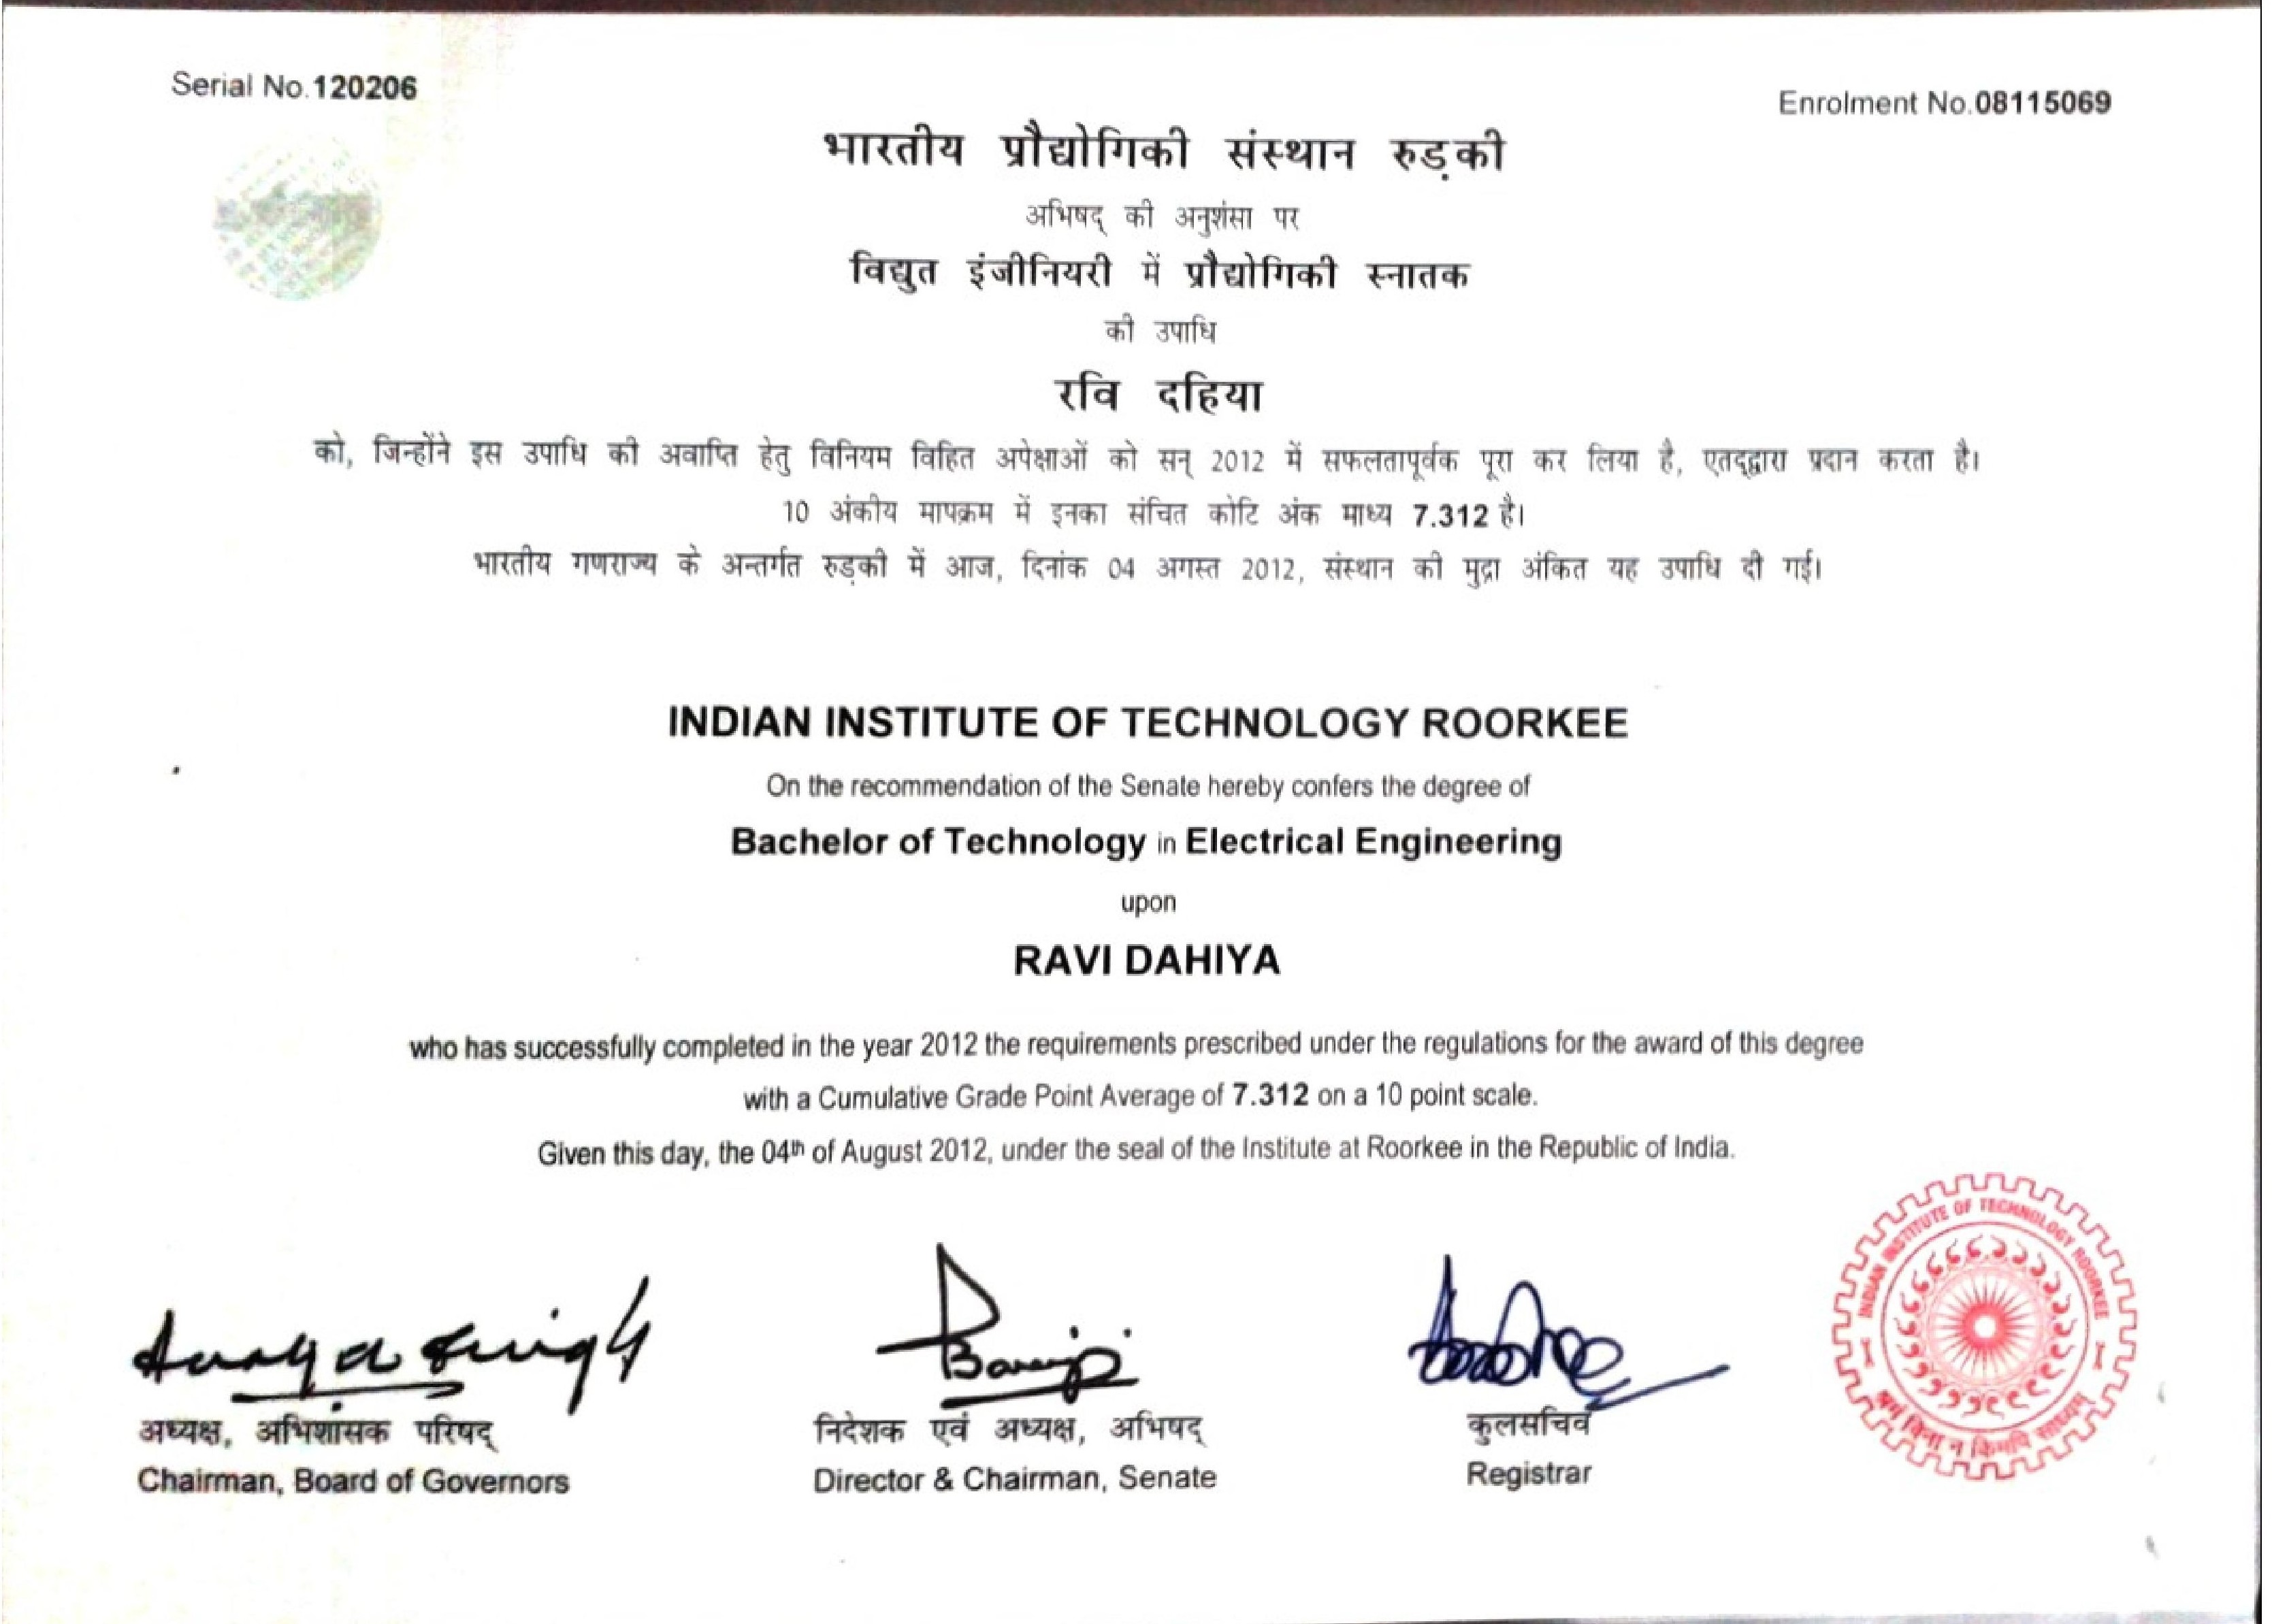 Serial No.120206
Enrolment No.08115069
भारतीय प्रौद्योगिकी संस्थान रुड़की
अभिषद् की अनुशंसा पर
विद्युत इंजीनियरी में प्रौद्योगिकी स्नातक
की उपाधि
रवि दहिया
को, जिन्होंने इस उपाधि की अवाप्ति हेतु विनियम विहित अपेक्षाओं को सन् 2012 में सफलतापूर्वक पूरा कर लिया है, एतद्द्वारा प्रदान करता है।
10 अंकीय मापक्रम में इनका संचित कोटि अंक माध्य 7.312 है।
भारतीय गणराज्य के अन्तर्गत रुड़की में आज, दिनांक 04 अगस्त 2012, संस्थान की मुद्रा अंकित यह उपाधि दी गई।
INDIAN INSTITUTE OF TECHNOLOGY ROORKEE
On the recommendation of the Senate hereby confers the degree of
Bachelor of Technology in Electrical Engineering
upon
RAVI DAHIYA
who has successfully completed in the year 2012 the requirements prescribed under the regulations for the award of this degree
with a Cumulative Grade Point Average of 7.312 on a 10 point scale.
Given this day, the 04th of August 2012, under the seal of the Institute at Roorkee in the Republic of India.
अध्यक्ष, अभिशांसक परिषद्
Chairman, Board of Governors
निदेशक एवं अध्यक्ष, अभिषद्
Director & Chairman, Senate
कुलसचिव
Registrar
INDIAN INSTITUTE OF TECHNOLOGY ROORKEE
श्रमं विना न किमपि साध्यम्